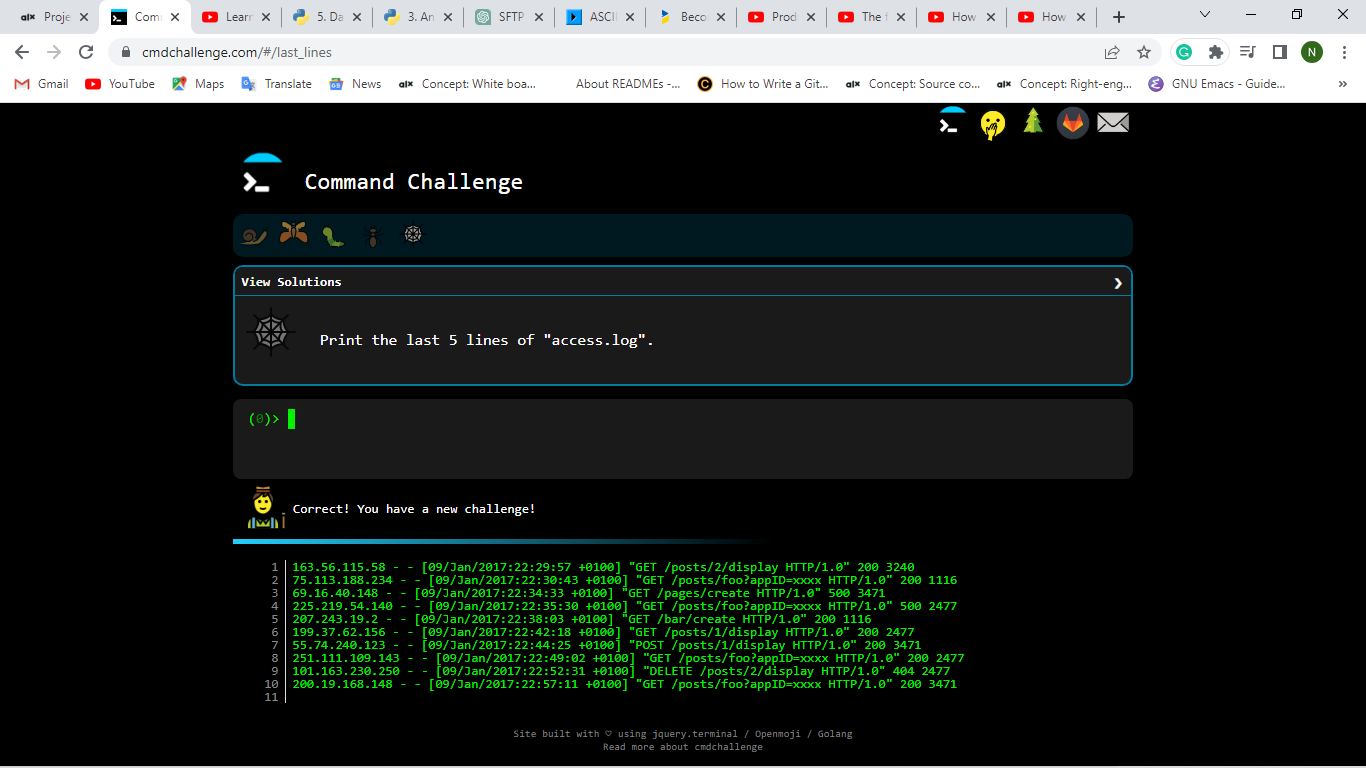 alx Proje
Comm
Learn
5. Da
3. An
SFTP
ASCII
Beco
Prod
The f
How
How
cmdchallenge.com/#/last_lines
N
Gmail
YouTube
Maps
Translate
News
alx Concept: White boa...
About READMEs -...
How to Write a Git...
alx Concept: Source co...
alx Concept: Right-eng...
GNU Emacs - Guide...
»
Command Challenge
View Solutions
Print the last 5 lines of "access.log".
(0)>
Correct! You have a new challenge!
1 163.56.115.58 - - [09/Jan/2017:22:29:57 +0100] "GET /posts/2/display HTTP/1.0" 200 3240
2 75.113.188.234 - - [09/Jan/2017:22:30:43 +0100] "GET /posts/foo?appID=xxxx HTTP/1.0" 200 1116
3 69.16.40.148 - - [09/Jan/2017:22:34:33 +0100] "GET /pages/create HTTP/1.0" 500 3471
4 225.219.54.140 - - [09/Jan/2017:22:35:30 +0100] "GET /posts/foo?appID=xxxx HTTP/1.0" 500 2477
5 207.243.19.2 - - [09/Jan/2017:22:38:03 +0100] "GET /bar/create HTTP/1.0" 200 1116
6 199.37.62.156 - - [09/Jan/2017:22:42:18 +0100] "GET /posts/1/display HTTP/1.0" 200 2477
7 55.74.240.123 - - [09/Jan/2017:22:44:25 +0100] "POST /posts/1/display HTTP/1.0" 200 3471
8 251.111.109.143 - - [09/Jan/2017:22:49:02 +0100] "GET /posts/foo?appID=xxxx HTTP/1.0" 200 2477
9 101.163.230.250 - - [09/Jan/2017:22:52:31 +0100] "DELETE /posts/2/display HTTP/1.0" 404 2477
10 200.19.168.148 - - [09/Jan/2017:22:57:11 +0100] "GET /posts/foo?appID=xxxx HTTP/1.0" 200 3471
11
Site built with ♡ using jquery.terminal / Openmoji / Golang
Read more about cmdchallenge